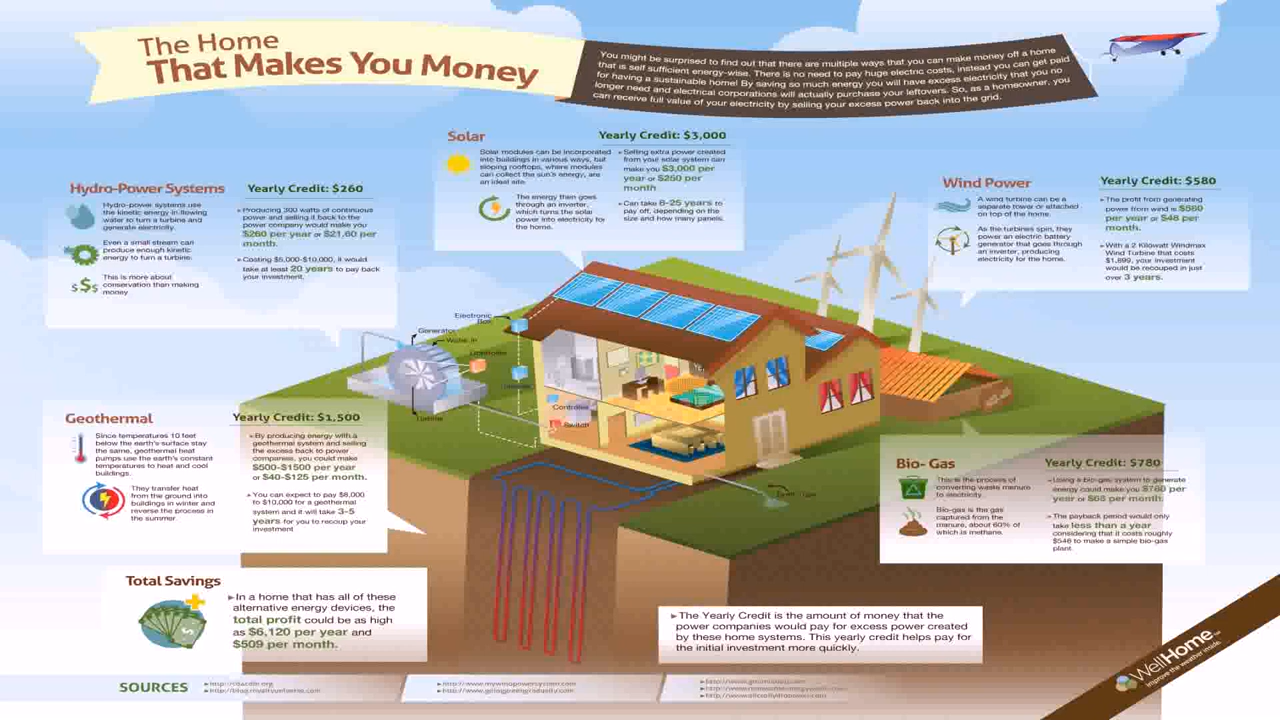 The Home
That Makes You Money
You might be surprised to find out that there are multiple ways that you can make money off a home
that is self sufficient energy-wise. There is no need to pay huge electric costs, instead you can get paid
for having a sustainable home! By saving so much energy you will have excess electricity that you no
longer need and electrical corporations will actually purchase your leftovers. So, as a homeowner, you
can receive full value of your electricity by selling your excess power back into the grid.
Solar
Yearly Credit: $3,000
Solar modules can be incorporated
into buildings in various ways, but
sloping rooftops, where modules
can collect the sun's energy, are
an ideal site.
The energy then goes
through an inverter,
which turns the solar
power into electricity for
the home.
Selling extra power created
from your solar system can
make you $3,000 per
year or $250 per
month
Can take 8-25 years to
pay off, depending on the
size and how many panels.
Hydro-Power Systems
Yearly Credit: $260
Hydro-power systems use
the kinetic energy in flowing
water to turn a turbine and
generate electricity.
Even a small stream can
produce enough kinetic
energy to turn a turbine.
This is more about
conservation than making
money
Producing 300 watts of continuous
power and selling it back to the
power company would make you
$260 per year or $21.60 per
month.
Costing $5,000-$10,000, it would
take at least 20 years to pay back
your investment.
Wind Power
Yearly Credit: $580
A wind turbine can be a
separate tower or attached
on top of the home.
As the turbines spin, they
power an electric battery
generator that goes through
an inverter, producing
electricity for the home.
The profit from generating
power from wind is $580
per year or $48 per
month.
With a 2 Kilowatt Windmax
Wind Turbine that costs
$1,899, your investment
would be recouped in just
over 3 years.
Electronic
Box
Generator
Water In
Turbine
Controller
Switch
Geothermal
Yearly Credit: $1,500
Since temperatures 10 feet
below the earth's surface stay
the same, geothermal heat
pumps use the earth's constant
temperatures to heat and cool
buildings.
They transfer heat
from the ground into
buildings in winter and
reverse the process in
the summer.
By producing energy with a
geothermal system and selling
the excess back to power
companies, you could make
$500-$1500 per year
or $40-$125 per month.
You can expect to pay $8,000
to $10,000 for a geothermal
system and it will take 3-5
years for you to recoup your
investment
Bio- Gas
Yearly Credit: $780
This is the process of
converting waste manure
to electricity.
Bio-gas is the gas
captured from the
manure, about 60% of
which is methane.
Using a bio-gas system to generate
energy could make you $780 per
year or $65 per month.
The payback period would only
take less than a year
considering that it costs roughly
$546 to make a simple bio-gas
plant.
Total Savings
In a home that has all of these
alternative energy devices, the
total profit could be as high
as $6,120 per year and
$509 per month.
The Yearly Credit is the amount of money that the
power companies would pay for excess power created
by these home systems. This yearly credit helps pay for
the initial investment more quickly.
SOURCES
WellHome
Improve the weather inside.